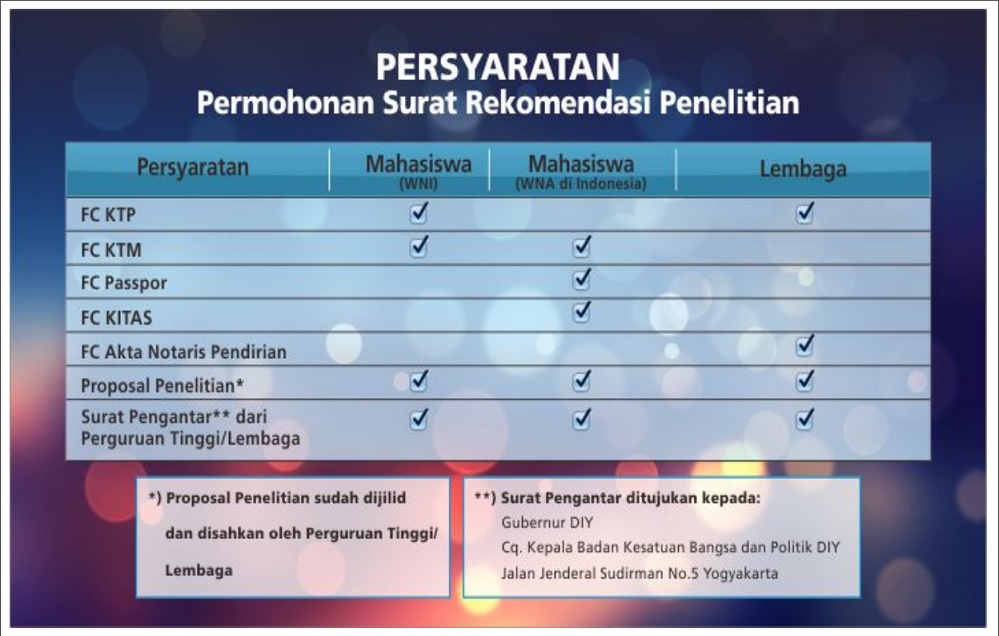 PERSYARATAN
Permohonan Surat Rekomendasi Penelitian
Persyaratan Mahasiswa (WNI) Mahasiswa (WNA di Indonesia) Lembaga
FC KTP
FC KTM
FC Passpor
FC KITAS
FC Akta Notaris Pendirian
Proposal Penelitian*
Surat Pengantar** dari
Perguruan Tinggi/Lembaga
*) Proposal Penelitian sudah dijilid
dan disahkan oleh Perguruan Tinggi/
Lembaga
**) Surat Pengantar ditujukan kepada:
Gubernur DIY
Cq. Kepala Badan Kesatuan Bangsa dan Politik DIY
Jalan Jenderal Sudirman No.5 Yogyakarta